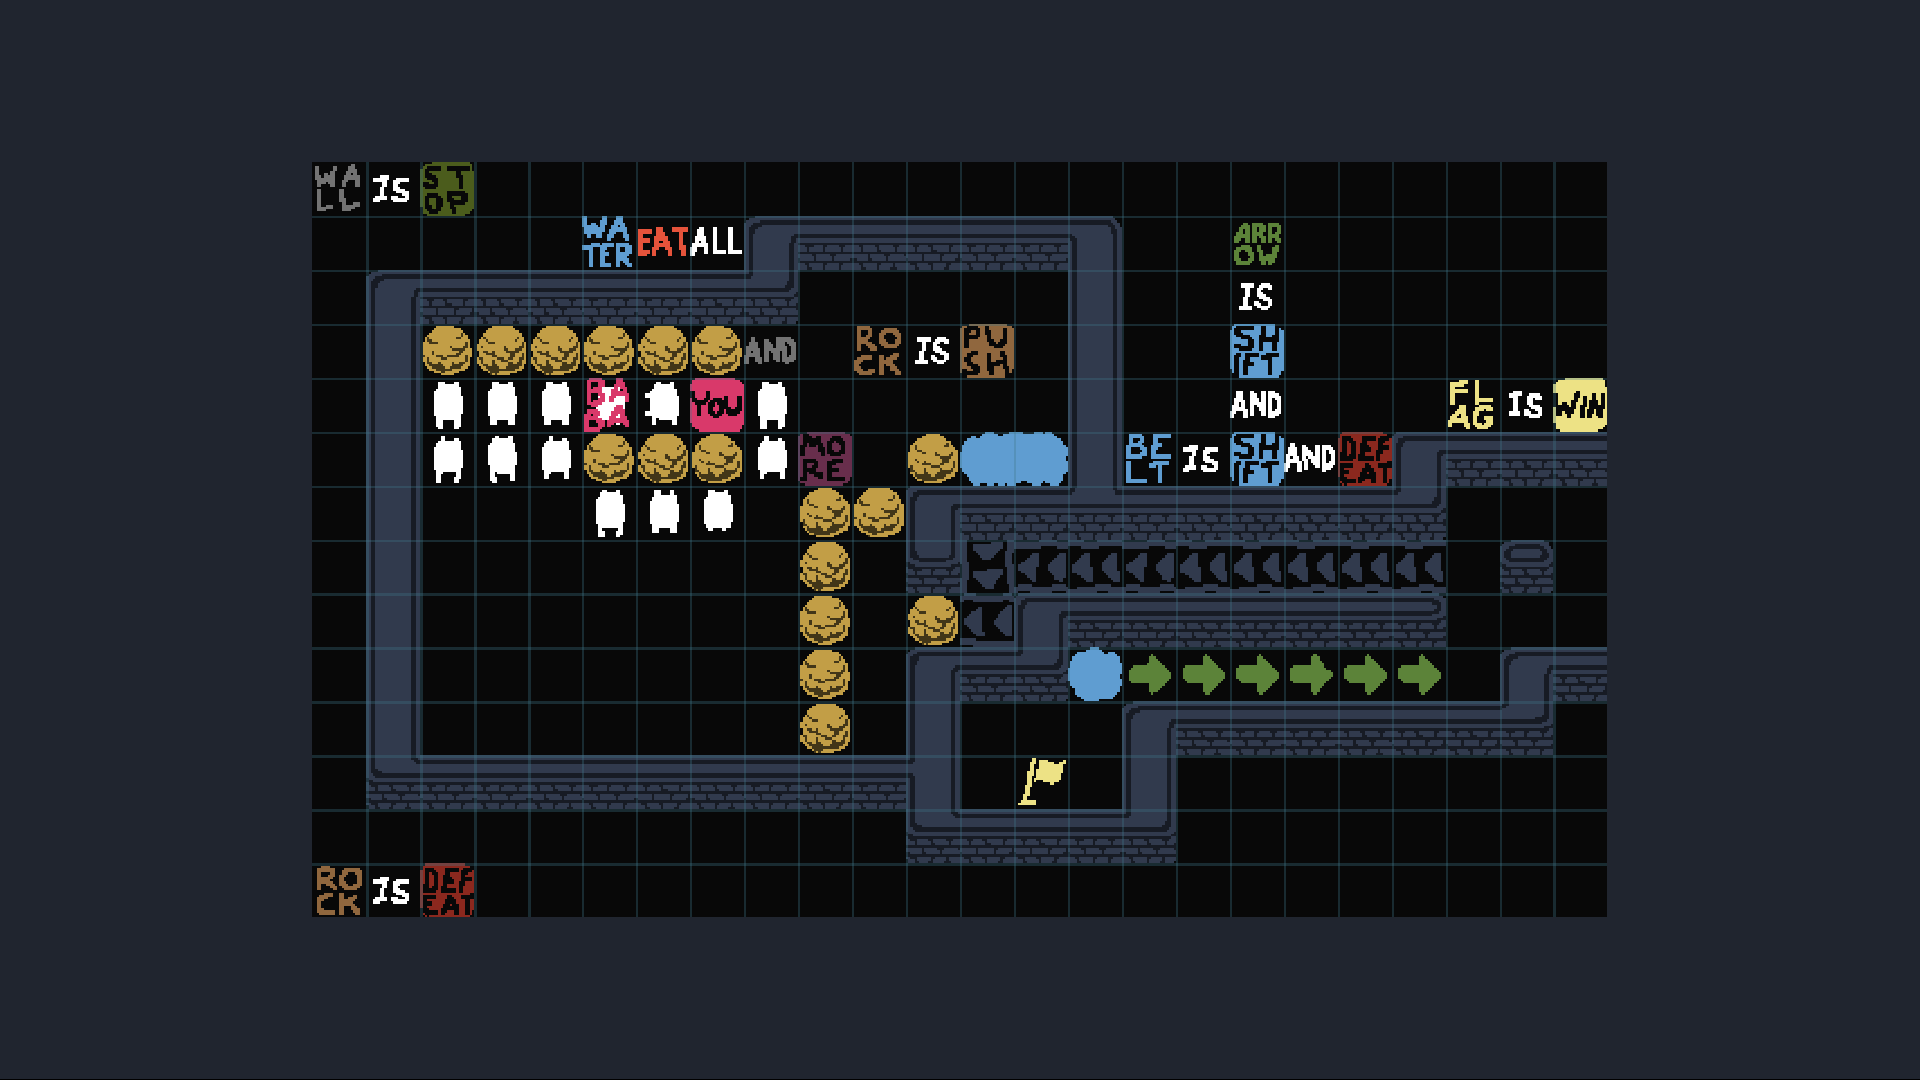 WALL IS STOP
WATER EAT ALL
ARROW
IS
AND ROCK IS PUSH SHIFT
BABA YOU AND FLAG IS WIN
MORE BELT IS SHIFT AND DEFEAT
ROCK IS DEFEAT